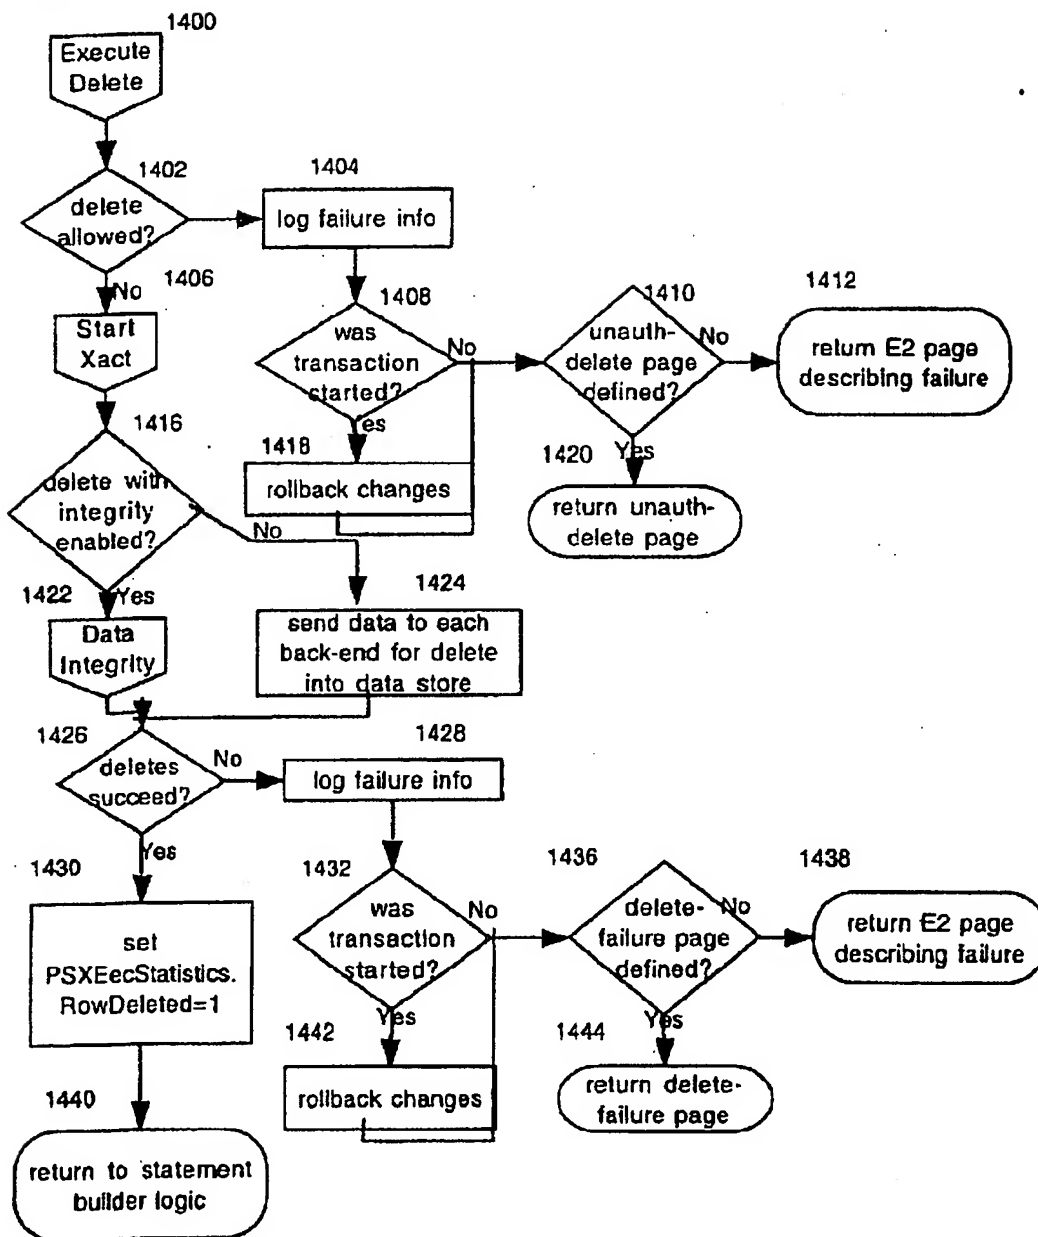 1400
Execute
Delete
1402
delete
allowed?
1404
log failure info
1406
No
Start
Xact
1408
was
transaction
started?
No
Yes
1410
unauth-
delete page
defined?
No
Yes
1412
return E2 page
describing failure
1416
delete with
integrity
enabled?
No
Yes
1418
rollback changes
1420
return unauth-
delete page
1422
Data
Integrity
1424
send data to each
back-end for delete
into data store
1426
deletes
succeed?
No
Yes
1428
log failure info
1430
set
PSXEecStatistics.
RowDeleted=1
1432
was
transaction
started?
No
Yes
1436
delete-
failure page
defined?
No
Yes
1438
return E2 page
describing failure
1440
return to statement
builder logic
1442
rollback changes
1444
return delete-
failure page